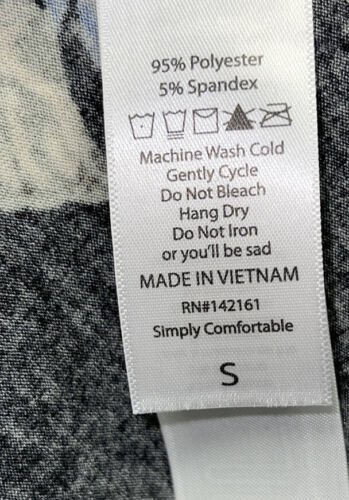 95% Polyester
5% Spandex
Machine Wash Cold
Gently Cycle
Do Not Bleach
Hang Dry
Do Not Iron
or you'll be sad
MADE IN VIETNAM
RN#142161
Simply Comfortable
S